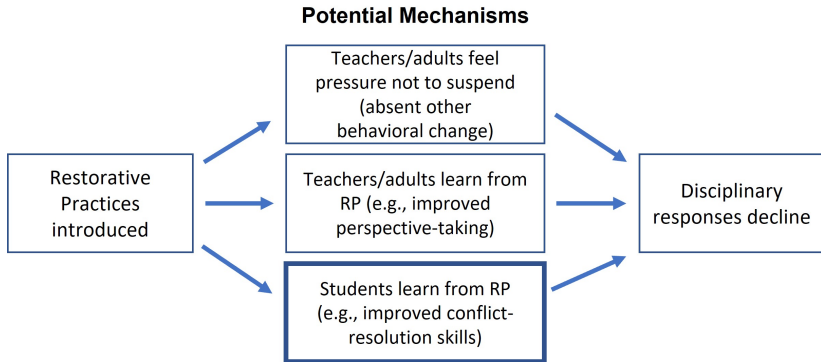 Potential Mechanisms
Teachers/adults feel
pressure not to suspend
(absent other
behavioral change)
Restorative
Practices
introduced
Teachers/adults learn from
RP (e.g., improved
perspective-taking)
Disciplinary
responses decline
Students learn from RP
(e.g., improved conflict-
resolution skills)